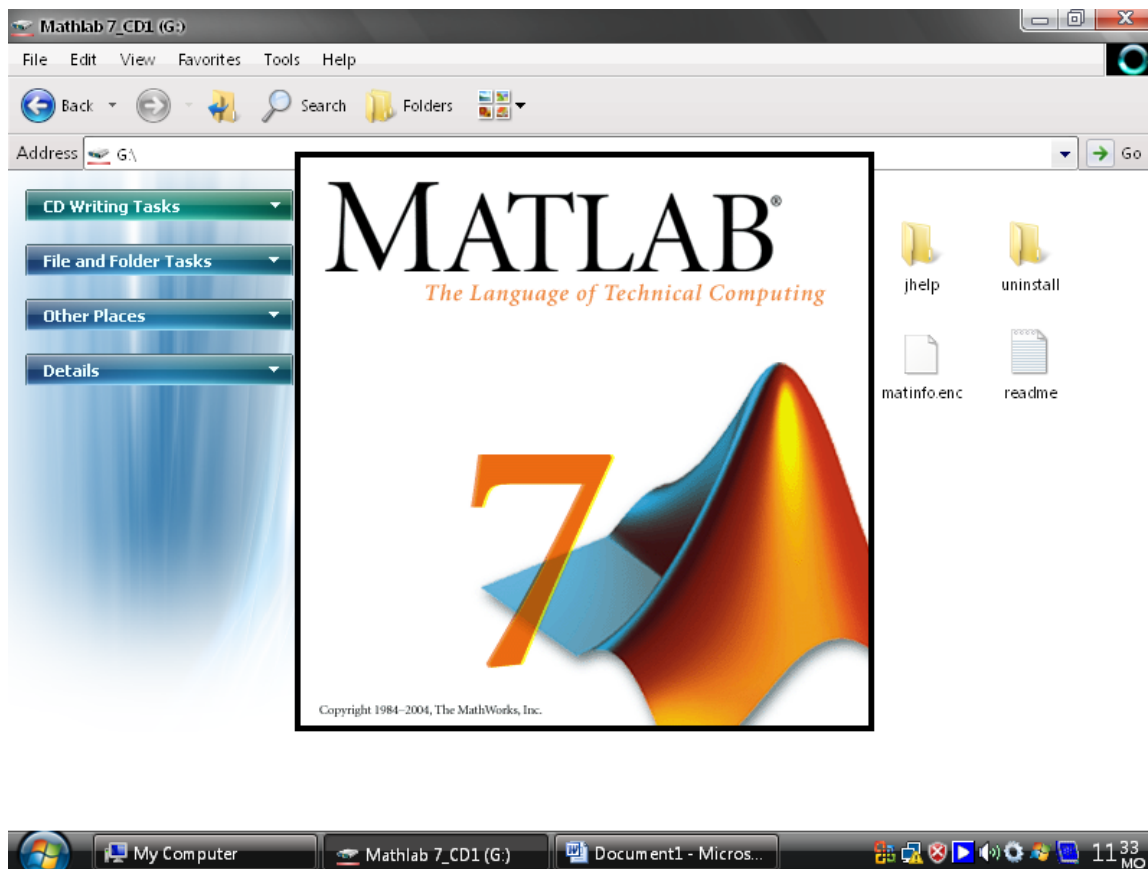 Mathlab 7_CD1 (G:)
File Edit View Favorites Tools Help
Back Search Folders
Address G:\ Go
CD Writing Tasks
File and Folder Tasks
Other Places
Details
MATLAB®
The Language of Technical Computing
7
Copyright 1984–2004, The MathWorks, Inc.
jhelp uninstall
matinfo.enc readme
My Computer Mathlab 7_CD1 (G:) Document1 - Micros... 11 33 MO